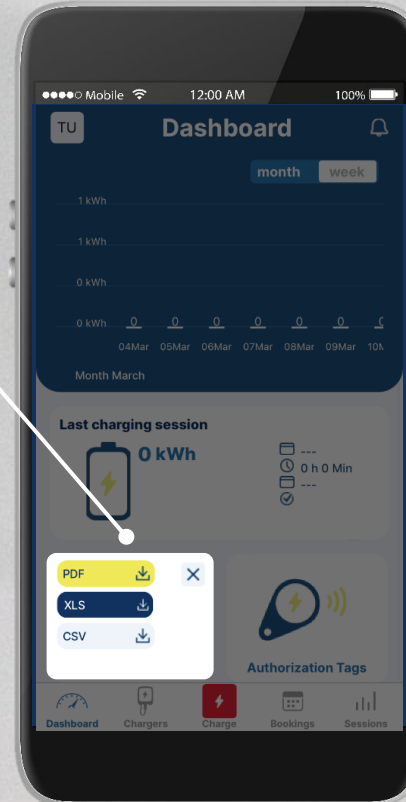 Mobile 12:00 AM 100%
TU Dashboard
month week
1 kWh
1 kWh
0 kWh
0 kWh 0 0 0 0 0 0
04Mar 05Mar 06Mar 07Mar 08Mar 09Mar
Month March
Last charging session
0 kWh
---
0 h 0 Min
---
PDF
XLS
CSV
Authorization Tags
Dashboard Chargers Charge Bookings Sessions